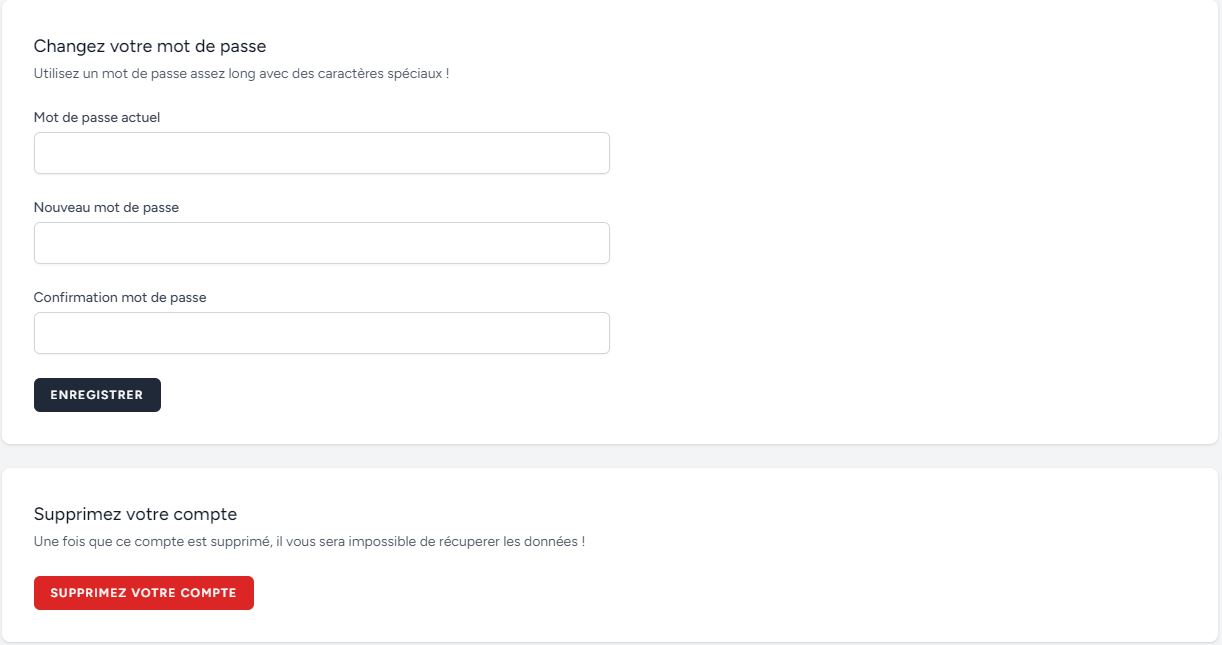 Changez votre mot de passe
Utilisez un mot de passe assez long avec des caractères spéciaux !
Mot de passe actuel
Nouveau mot de passe
Confirmation mot de passe
ENREGISTRER
Supprimez votre compte
Une fois que ce compte est supprimé, il vous sera impossible de récuperer les données !
SUPPRIMEZ VOTRE COMPTE